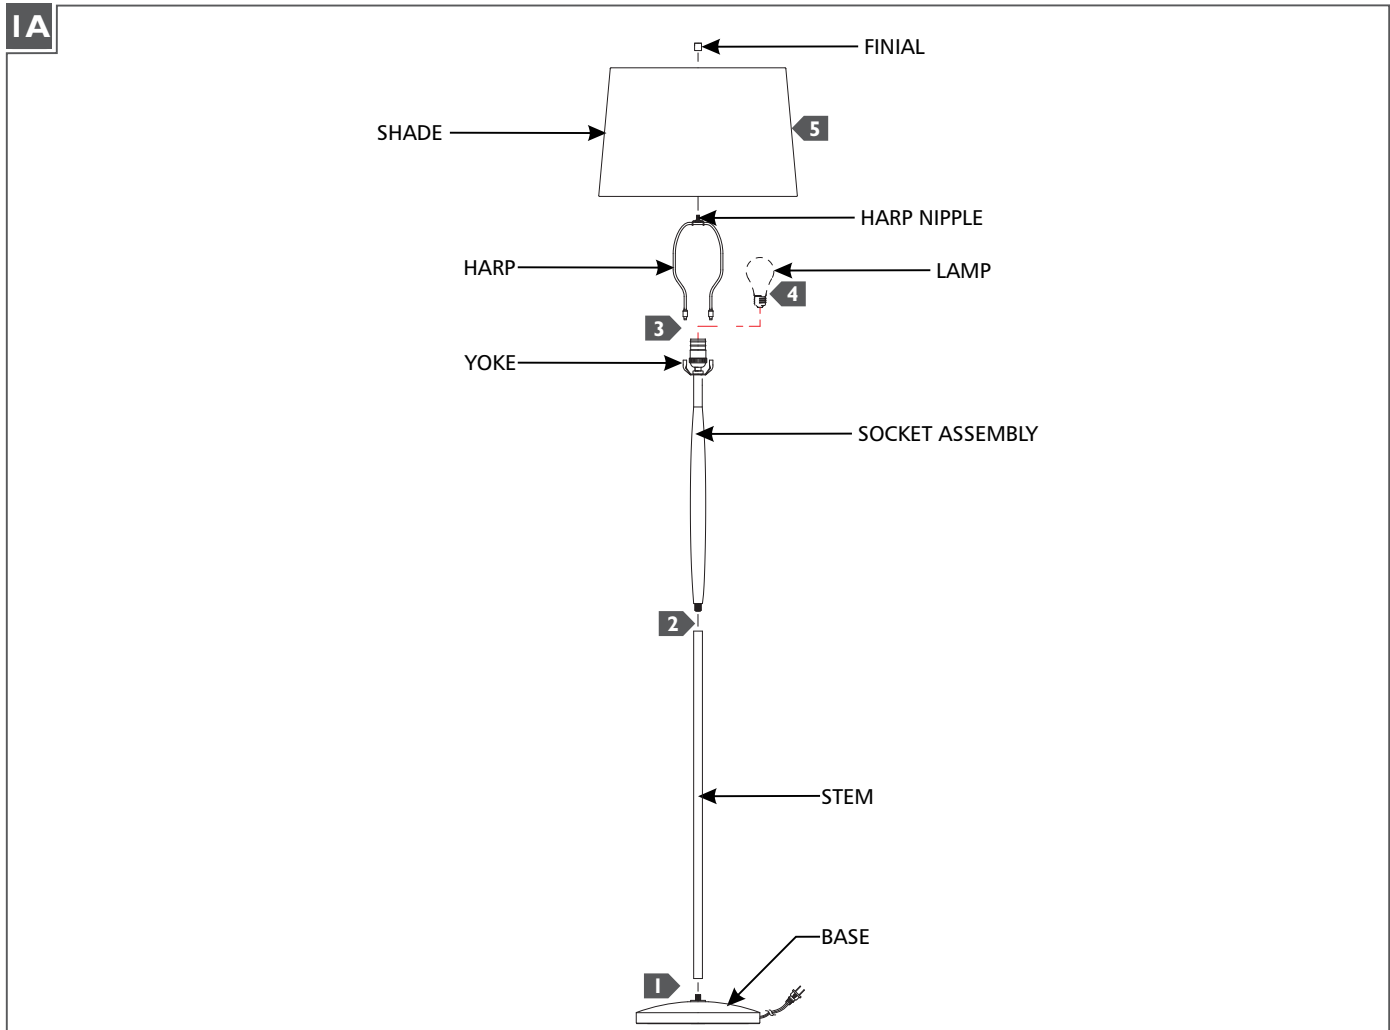 1A
FINIAL
SHADE
5
HARP NIPPLE
HARP
LAMP
4
3
YOKE
SOCKET ASSEMBLY
2
STEM
BASE
1